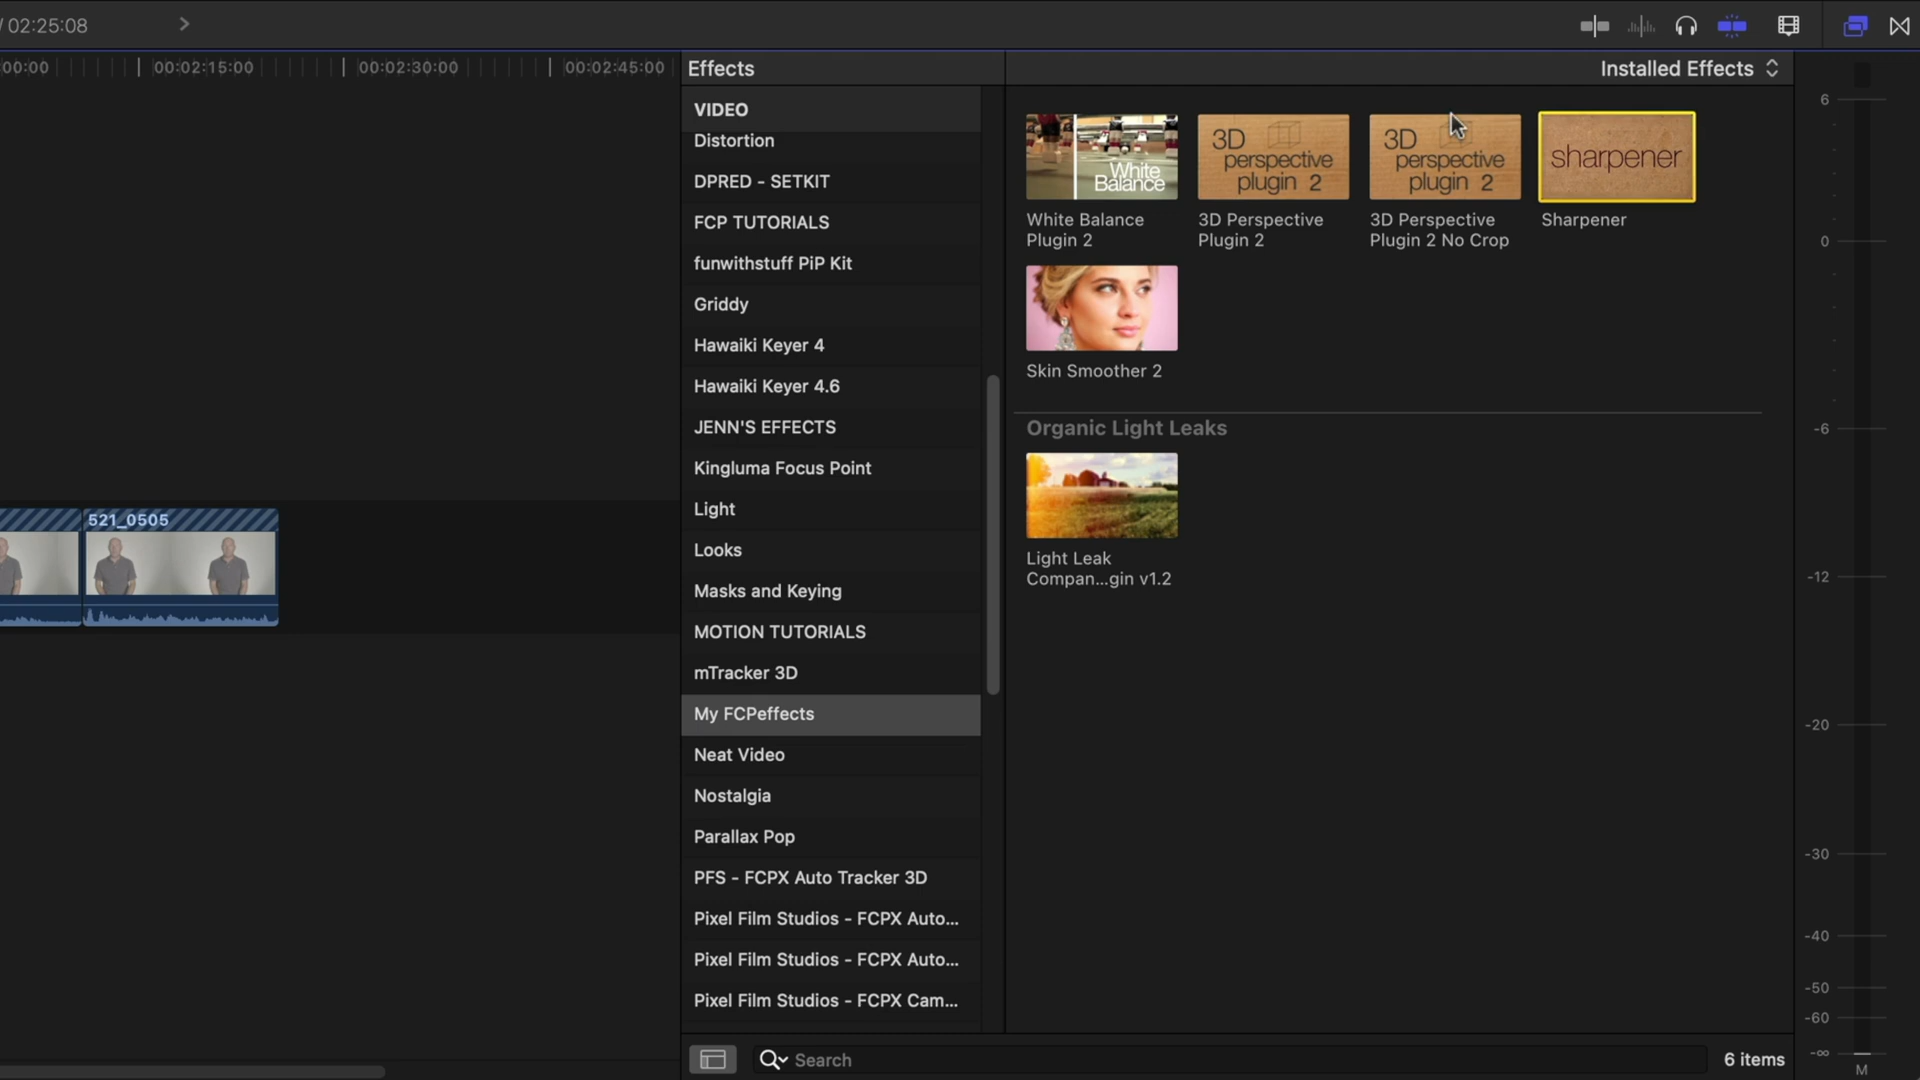 / 02:25:08
00:00
00:02:15:00
00:02:30:00
00:02:45:00
Effects
Installed Effects
VIDEO
Distortion
DPRED - SETKIT
FCP TUTORIALS
funwithstuff PiP Kit
Griddy
Hawaiki Keyer 4
Hawaiki Keyer 4.6
JENN'S EFFECTS
Kingluma Focus Point
Light
Looks
Masks and Keying
MOTION TUTORIALS
mTracker 3D
My FCPeffects
Neat Video
Nostalgia
Parallax Pop
PFS - FCPX Auto Tracker 3D
Pixel Film Studios - FCPX Auto...
Pixel Film Studios - FCPX Auto...
Pixel Film Studios - FCPX Cam...
White
Balance
3D
perspective
plugin 2
3D
perspective
plugin 2
sharpener
White Balance
Plugin 2
3D Perspective
Plugin 2
3D Perspective
Plugin 2 No Crop
Sharpener
Skin Smoother 2
Organic Light Leaks
Light Leak
Compan...gin v1.2
521_0505
Search
6 items
6
0
-6
-12
-20
-30
-40
-50
-60
-∞
M